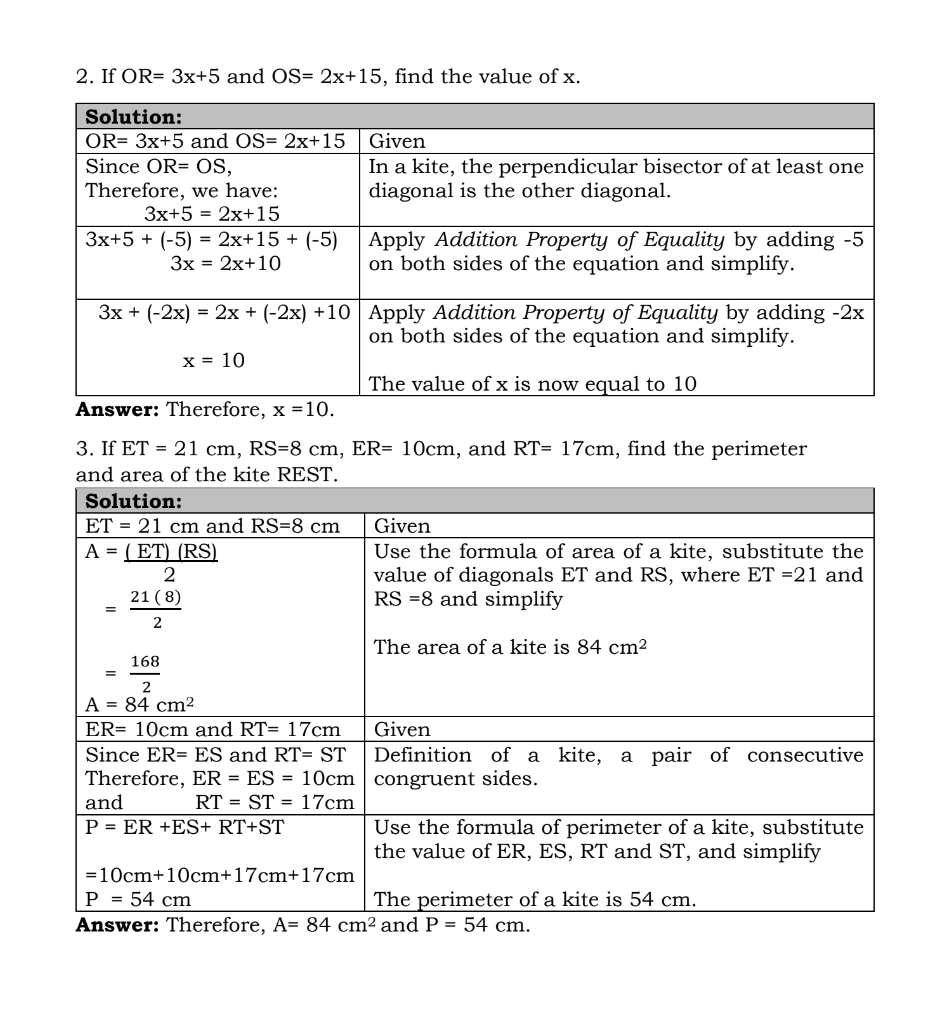 2. If OR= 3x+5 and OS= 2x+15, find the value of x.
Solution:
OR= 3x+5 and OS= 2x+15
Given
Since OR= OS,
Therefore, we have:
3x+5 = 2x+15
In a kite, the perpendicular bisector of at least one
diagonal is the other diagonal.
3x+5 + (-5) = 2x+15 + (-5)
3x = 2x+10
Apply Addition Property of Equality by adding -5
on both sides of the equation and simplify.
3x + (-2x) = 2x + (-2x) +10
x = 10
Apply Addition Property of Equality by adding -2x
on both sides of the equation and simplify.
The value of x is now equal to 10
Answer: Therefore, x =10.
3. If ET = 21 cm, RS=8 cm, ER= 10cm, and RT= 17cm, find the perimeter
and area of the kite REST.
Solution:
ET = 21 cm and RS=8 cm
Given
A = ( ET) (RS)
2
= 21 ( 8)
2
= 168
2
A = 84 cm²
Use the formula of area of a kite, substitute the
value of diagonals ET and RS, where ET =21 and
RS =8 and simplify
The area of a kite is 84 cm²
ER= 10cm and RT= 17cm
Given
Since ER= ES and RT= ST
Therefore, ER = ES = 10cm
and RT = ST = 17cm
Definition of a kite, a pair of consecutive
congruent sides.
P = ER +ES+ RT+ST
=10cm+10cm+17cm+17cm
P = 54 cm
Use the formula of perimeter of a kite, substitute
the value of ER, ES, RT and ST, and simplify
The perimeter of a kite is 54 cm.
Answer: Therefore, A= 84 cm² and P = 54 cm.